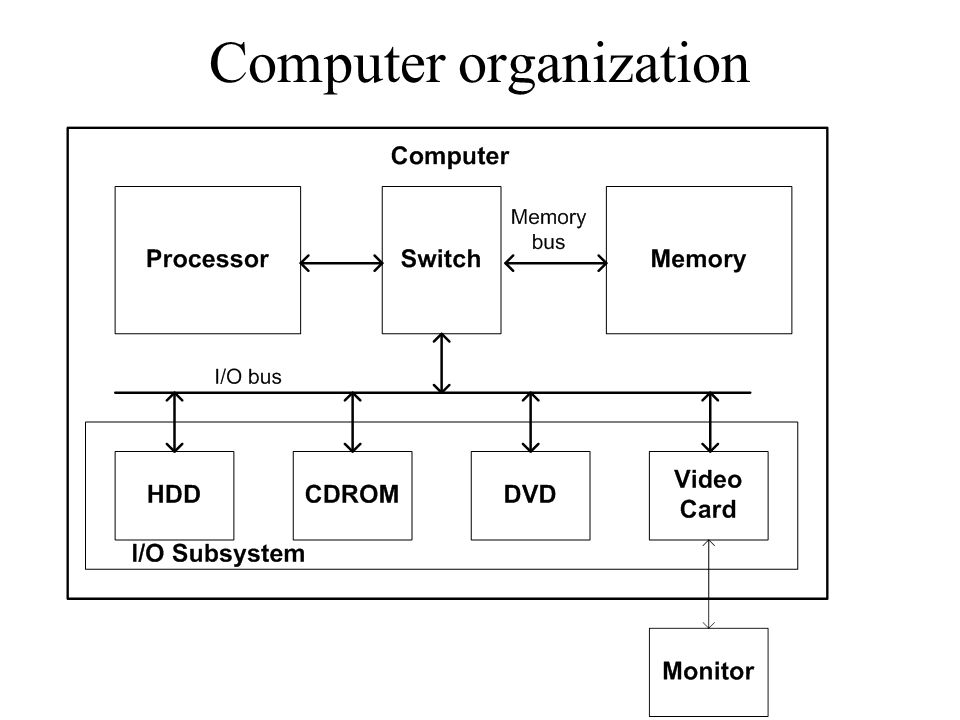 Computer organization
Computer
Processor
Switch
Memory
bus
Memory
I/O bus
HDD
CDROM
DVD
Video
Card
I/O Subsystem
Monitor